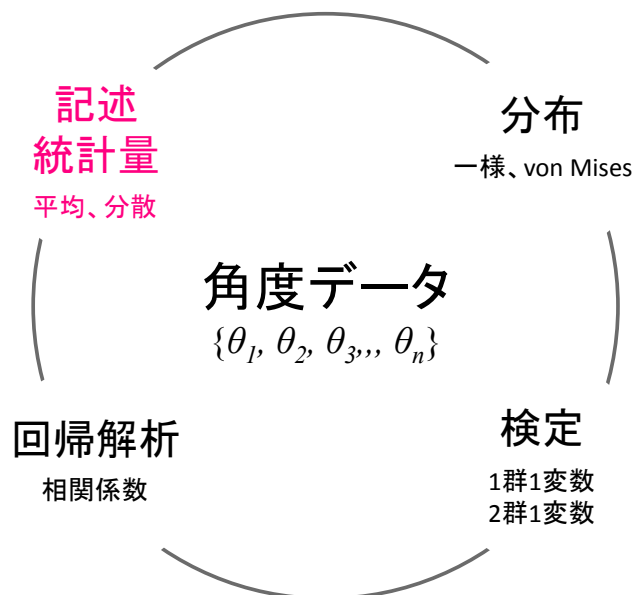 記述
統計量
平均、分散
分布
一様、von Mises
角度データ
{θ1, θ2, θ3,,, θn}
回帰解析
相関係数
検定
1群1変数
2群1変数